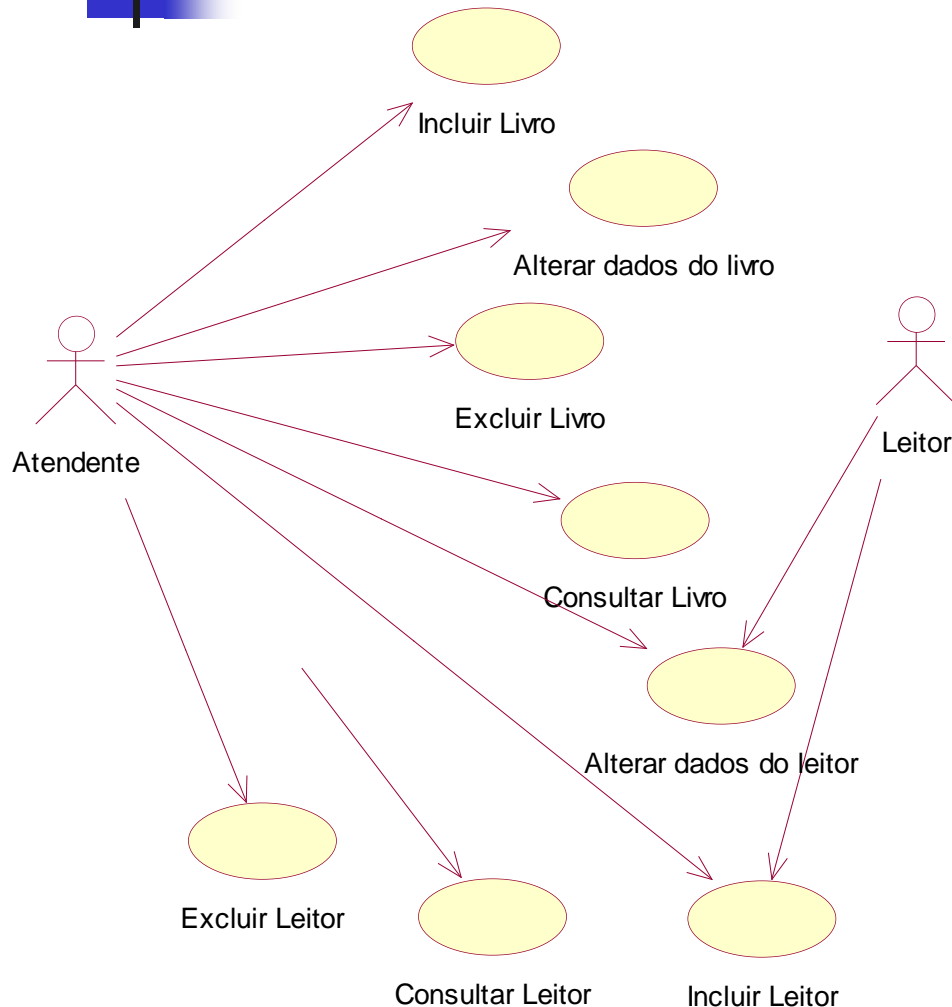 Incluir Livro
Alterar dados do livro
Excluir Livro
Atendente
Leitor
Consultar Livro
Alterar dados do leitor
Excluir Leitor
Consultar Leitor
Incluir Leitor